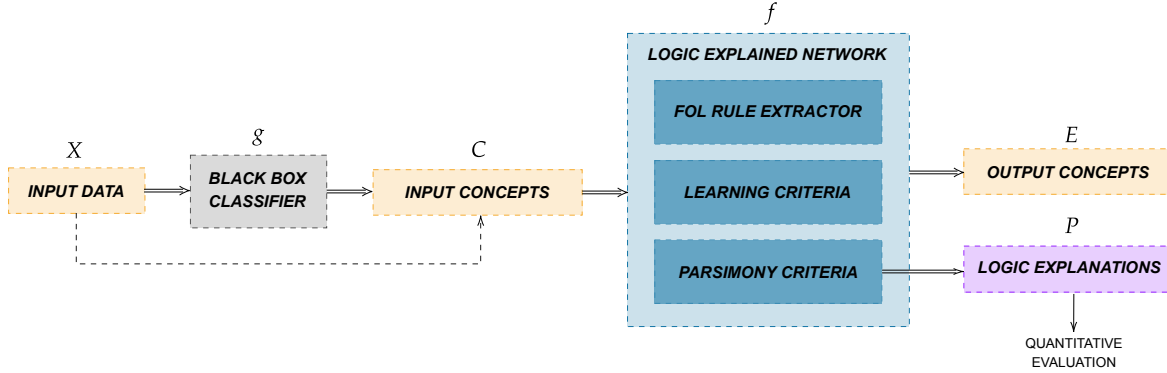 f
LOGIC EXPLAINED NETWORK
FOL RULE EXTRACTOR
g
C
E
X
BLACK BOX
CLASSIFIER
INPUT DATA
INPUT CONCEPTS
LEARNING CRITERIA
OUTPUT CONCEPTS
P
PARSIMONY CRITERIA
LOGIC EXPLANATIONS
QUANTITATIVE
EVALUATION